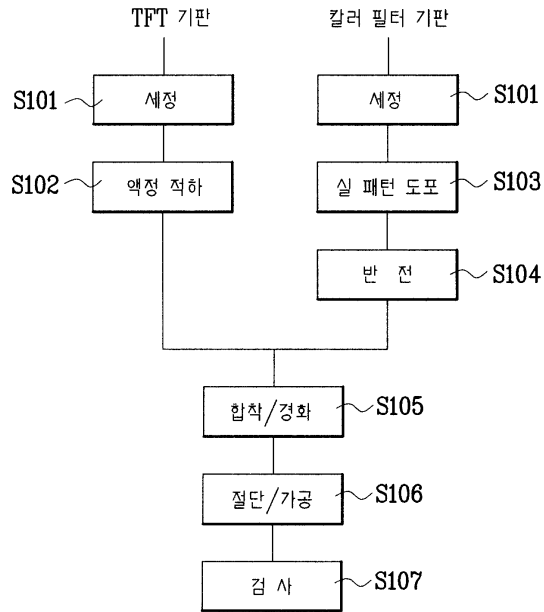 TFT 기판
칼러 필터 기판
S101
세정
세정
S101
S102
액정 적하
실 패턴 도포
S103
반 전
S104
합착/경화
S105
절단/가공
S106
검 사
S107